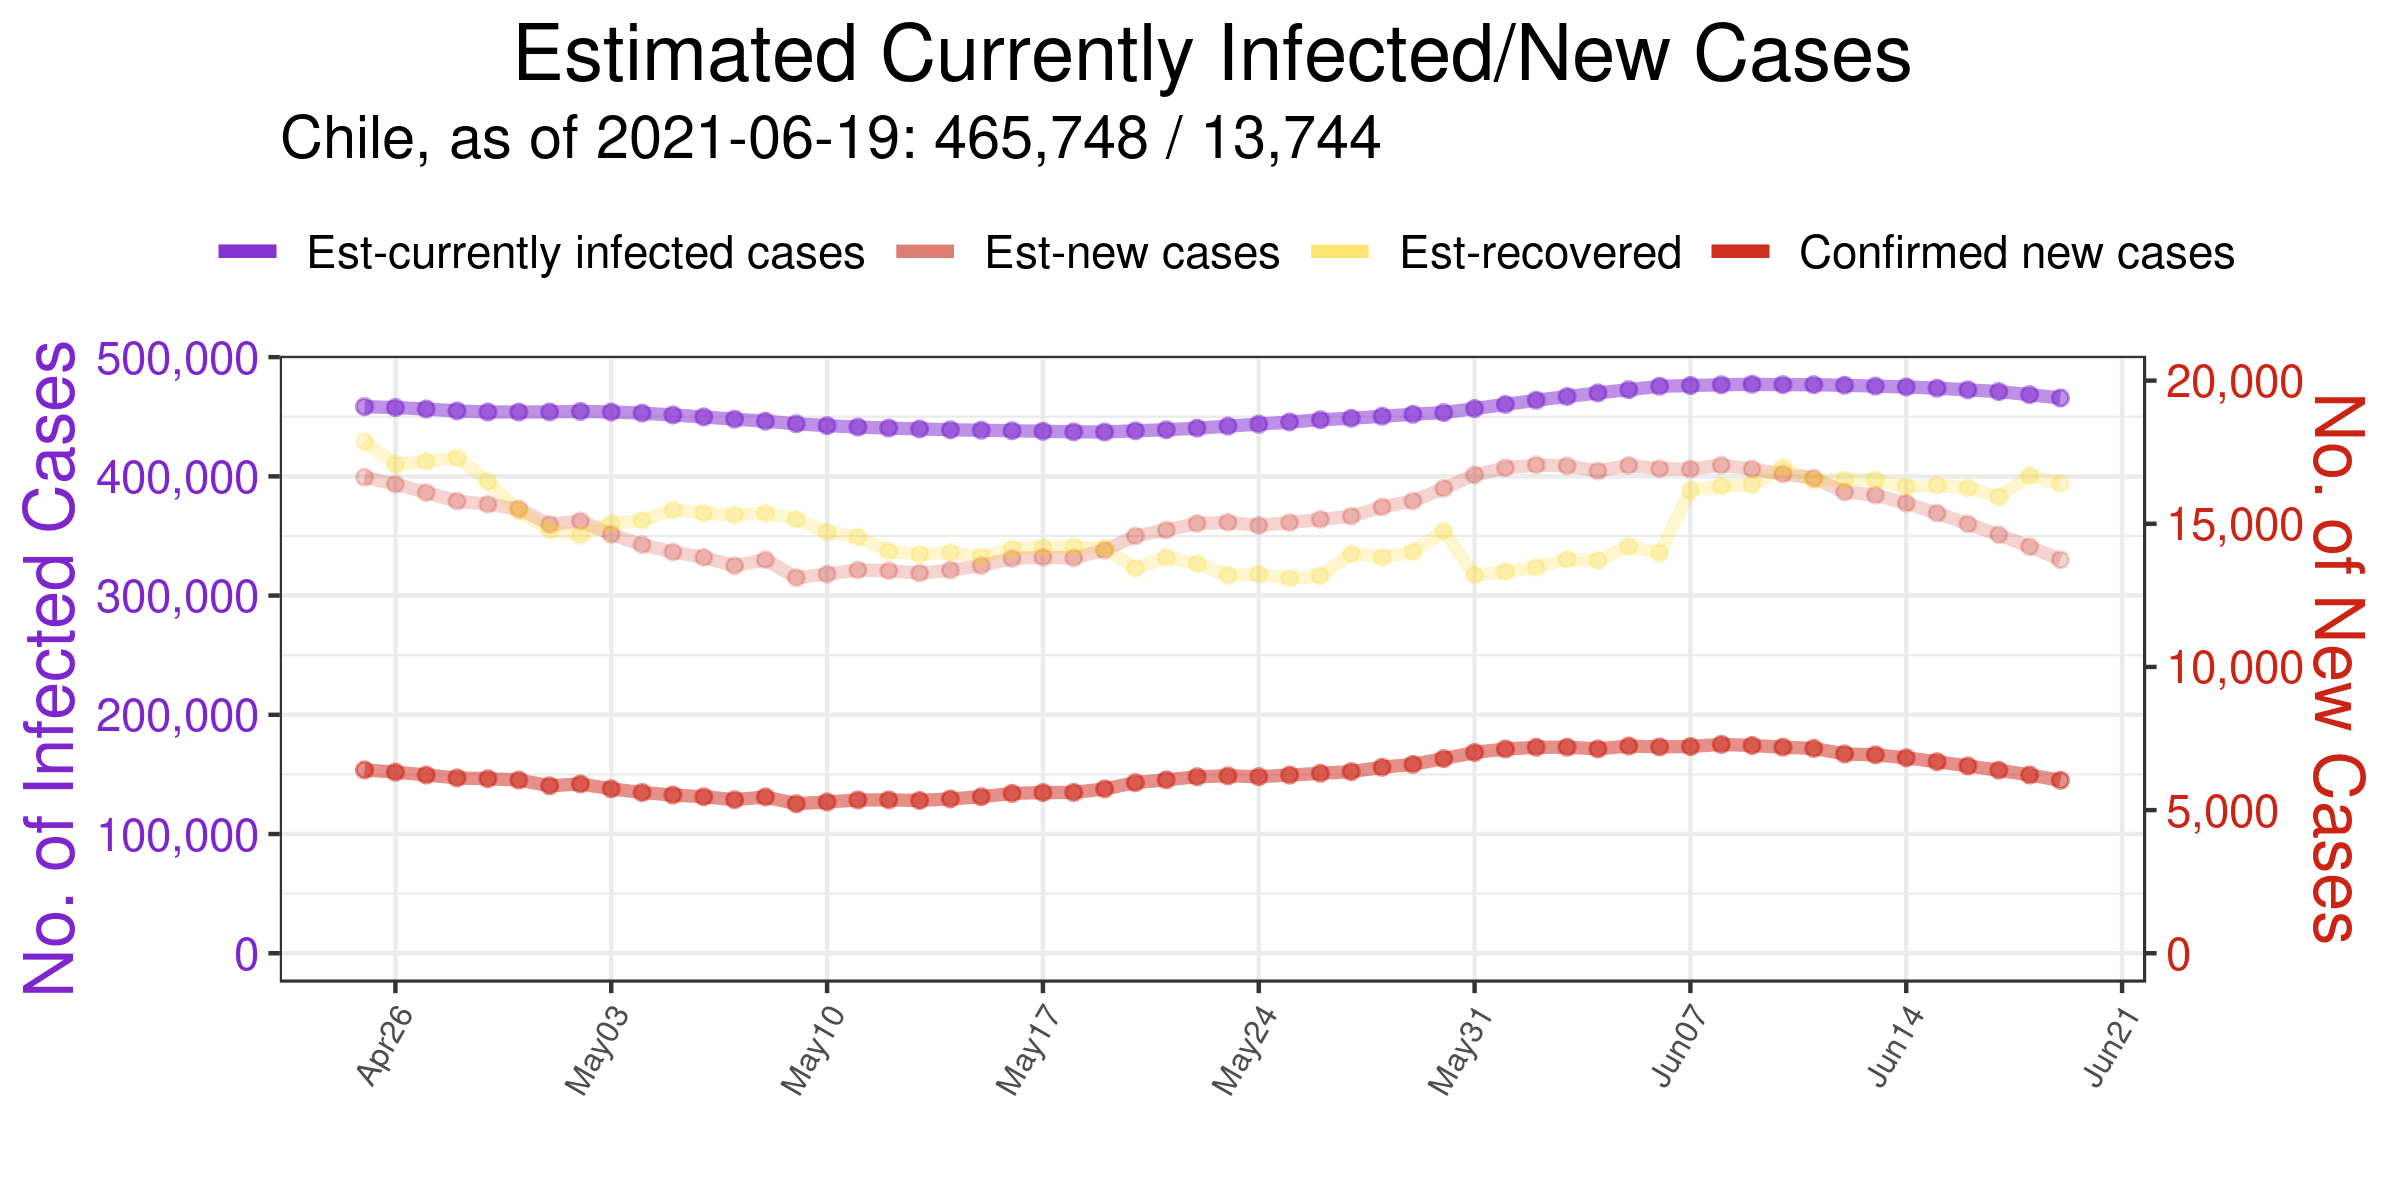 Estimated Currently Infected/New Cases
Chile, as of 2021-06-19: 465,748 / 13,744
Est-currently infected cases Est-new cases Est-recovered Confirmed new cases
No. of Infected Cases
500,000
400,000
300,000
200,000
100,000
0
20,000
15,000
10,000
5,000
0
No. of New Cases
Apr26 May03 May10 May17 May24 May31 Jun07 Jun14 Jun21